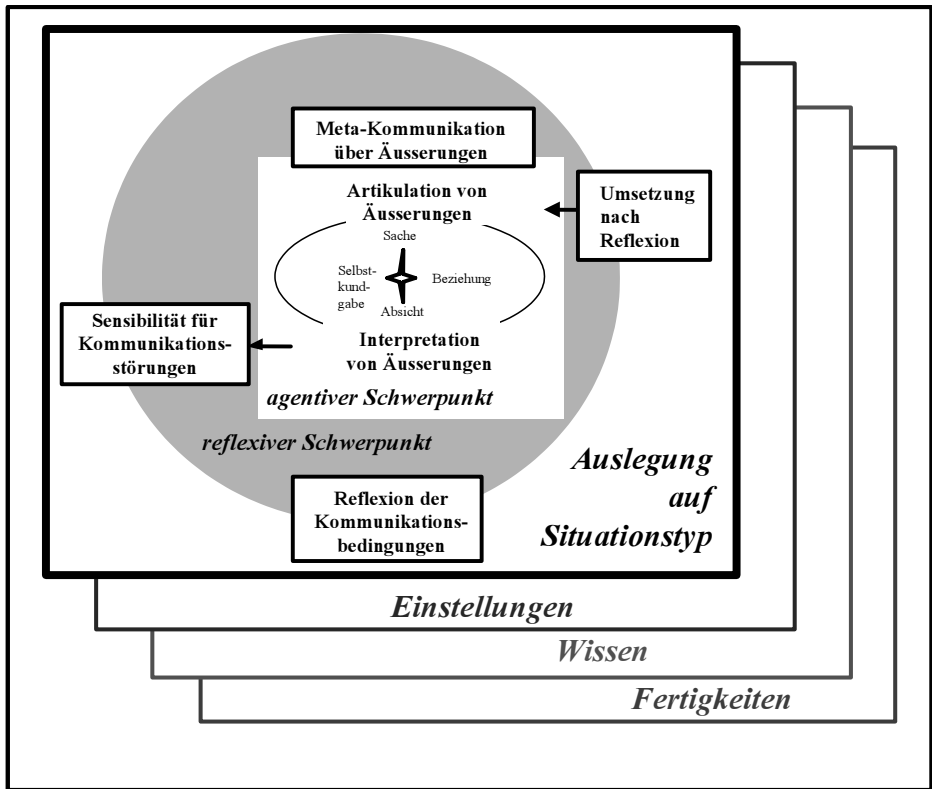 Meta-Kommunikation
über Äusserungen
Artikulation von
Äusserungen
Umsetzung
nach
Reflexion
Sache
Selbst-
kund-
gabe
Beziehung
Absicht
Sensibilität für
Kommunikations-
störungen
Interpretation
von Äusserungen
agentiver Schwerpunkt
reflexiver Schwerpunkt
Reflexion der
Kommunikations-
bedingungen
Auslegung
auf
Situationstyp
Einstellungen
Wissen
Fertigkeiten